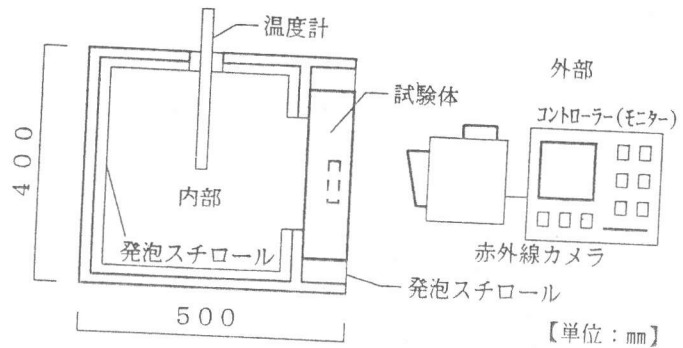 温度計
外部
試験体
コントローラー(モニター)
400
内部
発泡スチロール
赤外線カメラ
発泡スチロール
500
【単位：㎜】